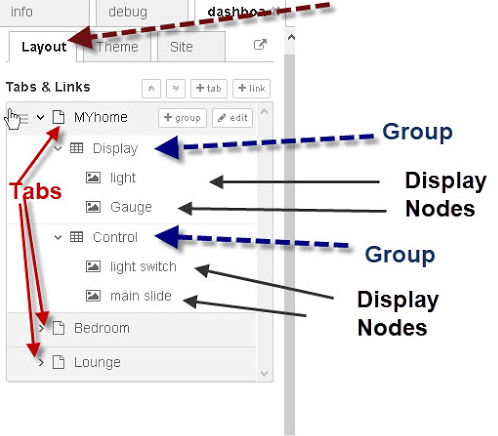 info debug dashboa
Layout Theme Site
Tabs & Links +tab +link
MYhome +group edit
Group
Display
light
Display
Nodes
Tabs
Gauge
Control
Group
light switch
Display
Nodes
main slide
Bedroom
Lounge